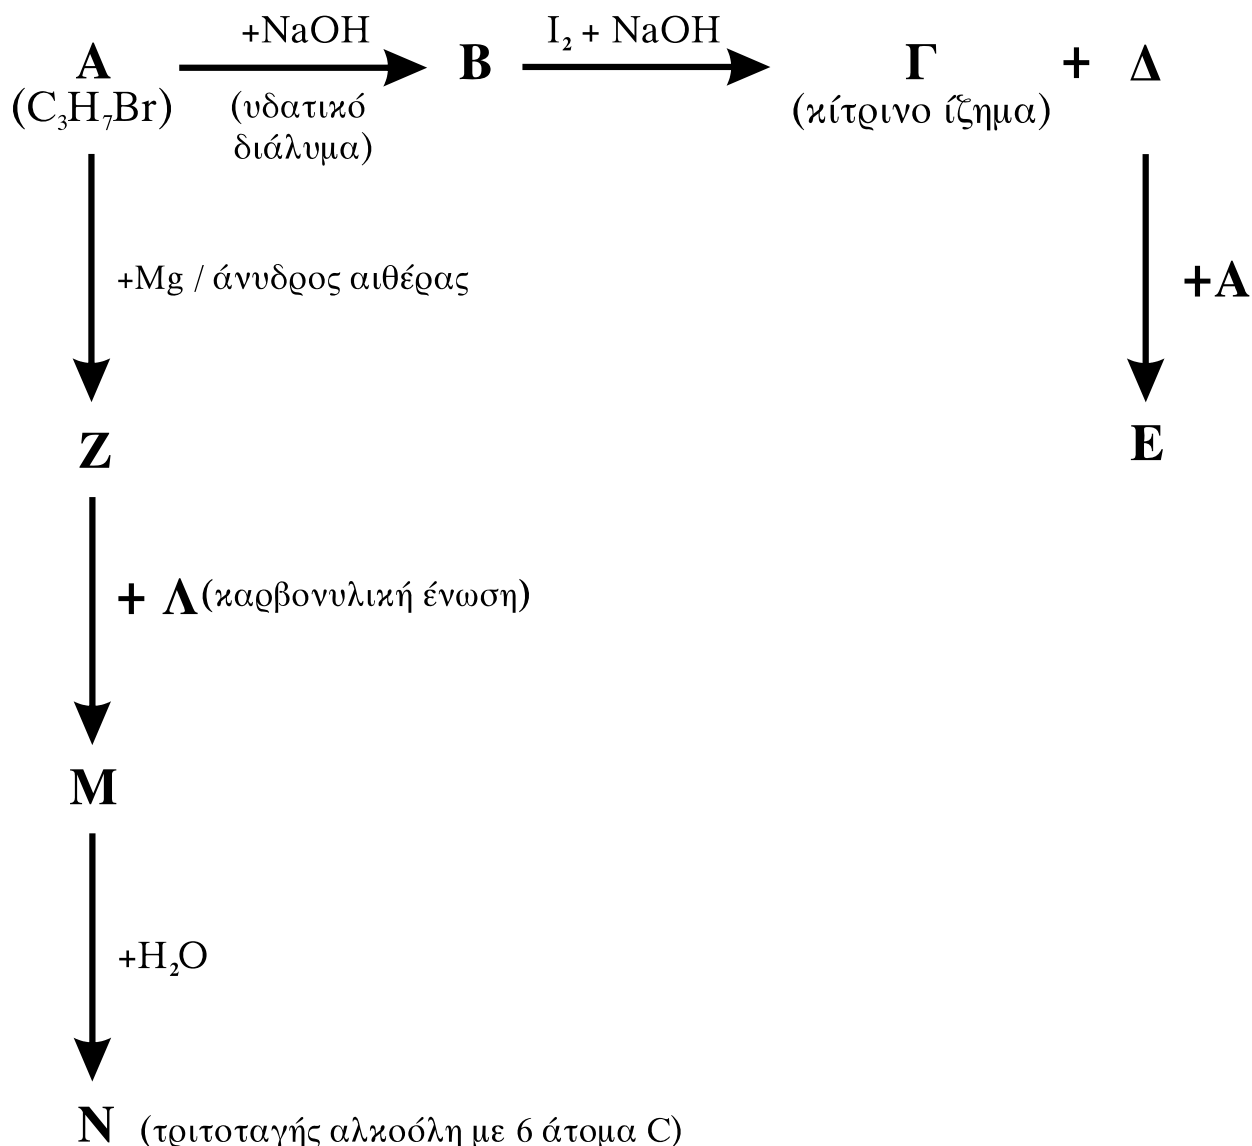 +NaOH
I₂ + NaOH
A
B
Γ + Δ
(C₃H₇Br)
(υδατικό
διάλυμα)
(κίτρινο ίζημα)
+Mg / άνυδρος αιθέρας
+A
Z
E
+ Λ (καρβονυλική ένωση)
M
+H₂O
N (τριτοταγής αλκοόλη με 6 άτομα C)